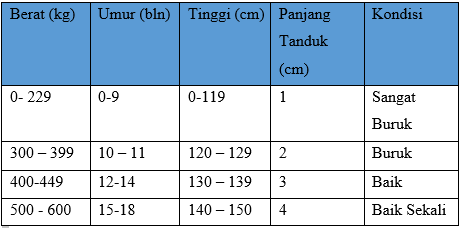 Berat (kg) Umur (bln) Tinggi (cm) Panjang Tanduk (cm) Kondisi
0- 229 0-9 0-119 1 Sangat Buruk
300 – 399 10 – 11 120 – 129 2 Buruk
400-449 12-14 130 – 139 3 Baik
500 - 600 15-18 140 – 150 4 Baik Sekali